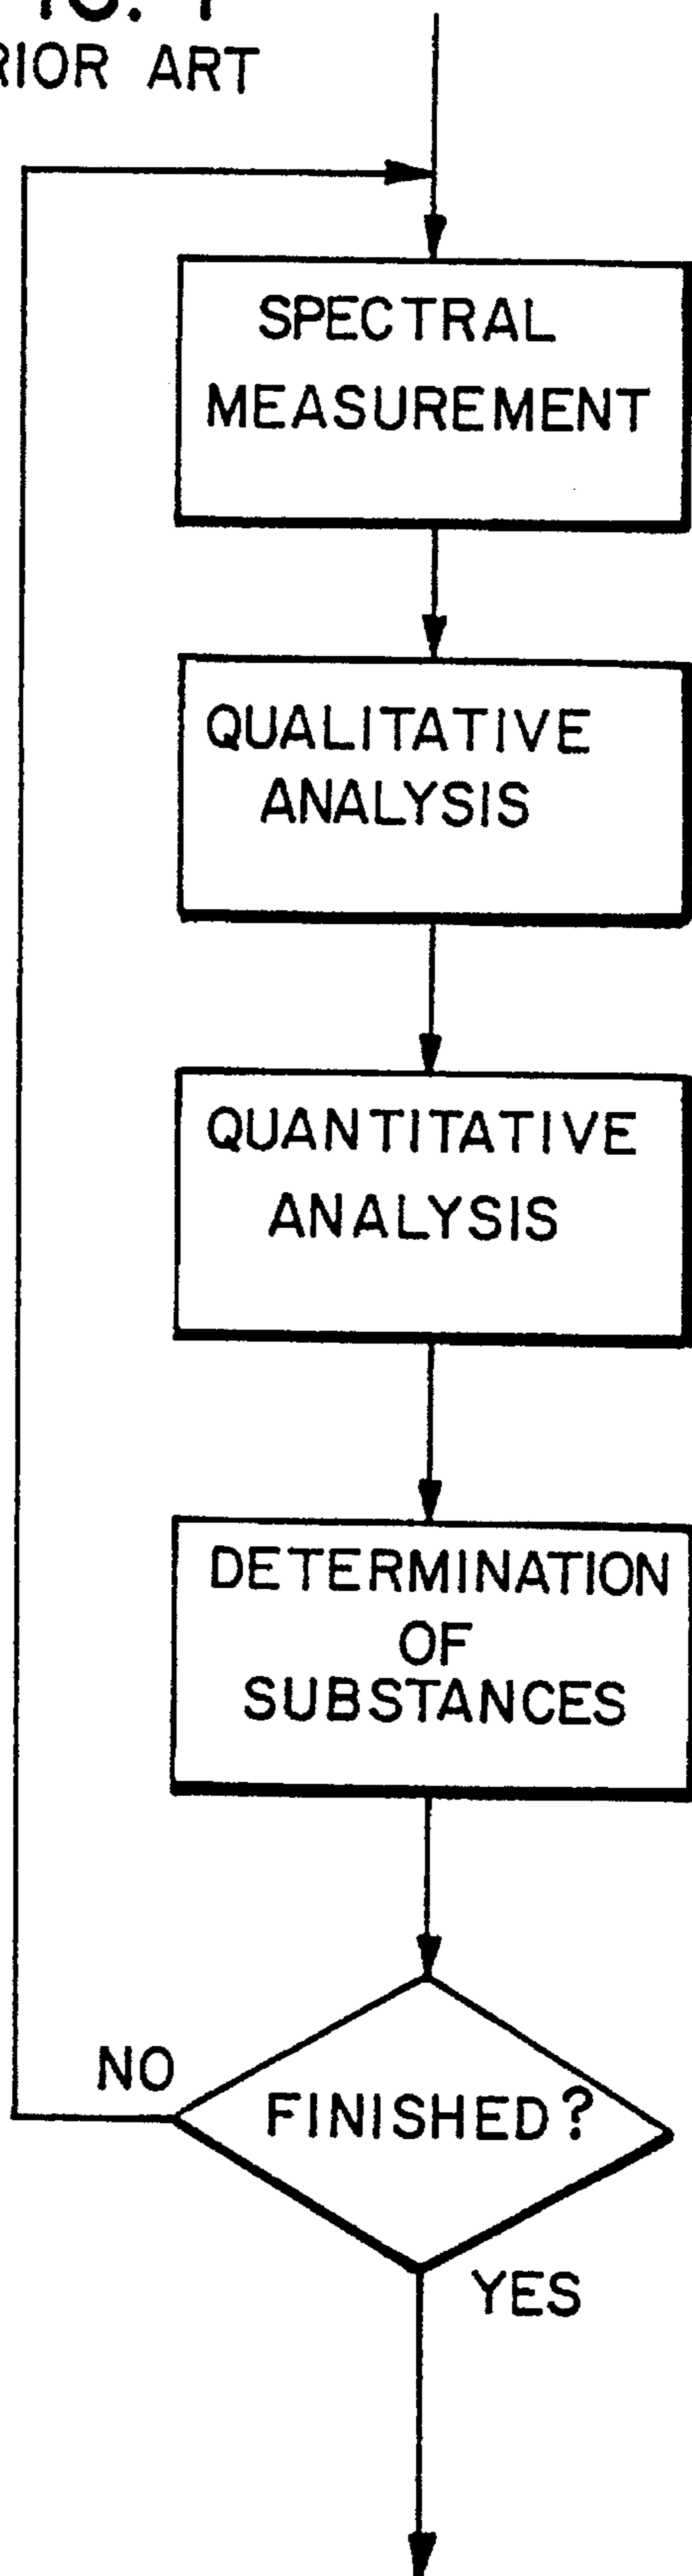 RIOR ART
SPECTRAL
MEASUREMENT
QUALITATIVE
ANALYSIS
QUANTITATIVE
ANALYSIS
DETERMINATION
OF
SUBSTANCES
NO
FINISHED?
YES